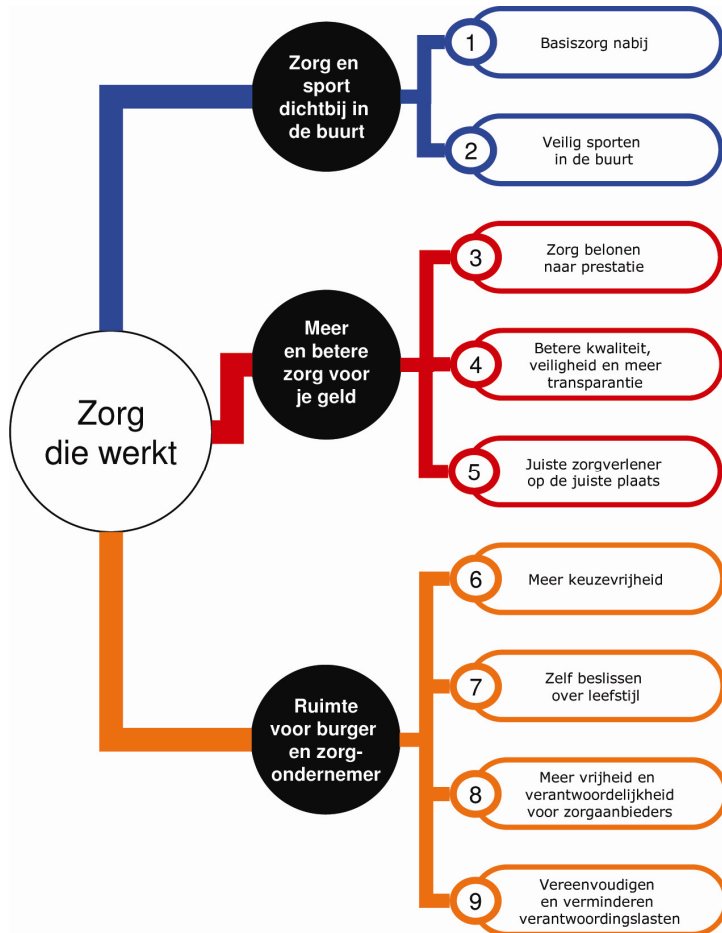 Zorg
die werkt
Zorg en
sport
dichtbij in
de buurt
1
Basiszorg nabij
2
Veilig sporten
in de buurt
Meer
en betere
zorg voor
je geld
3
Zorg belonen
naar prestatie
4
Betere kwaliteit,
veiligheid en meer
transparantie
5
Juiste zorgverlener
op de juiste plaats
Ruimte
voor burger
en zorg-
ondernemer
6
Meer keuzevrijheid
7
Zelf beslissen
over leefstijl
8
Meer vrijheid en
verantwoordelijkheid
voor zorgaanbieders
9
Vereenvoudigen
en verminderen
verantwoordingslasten